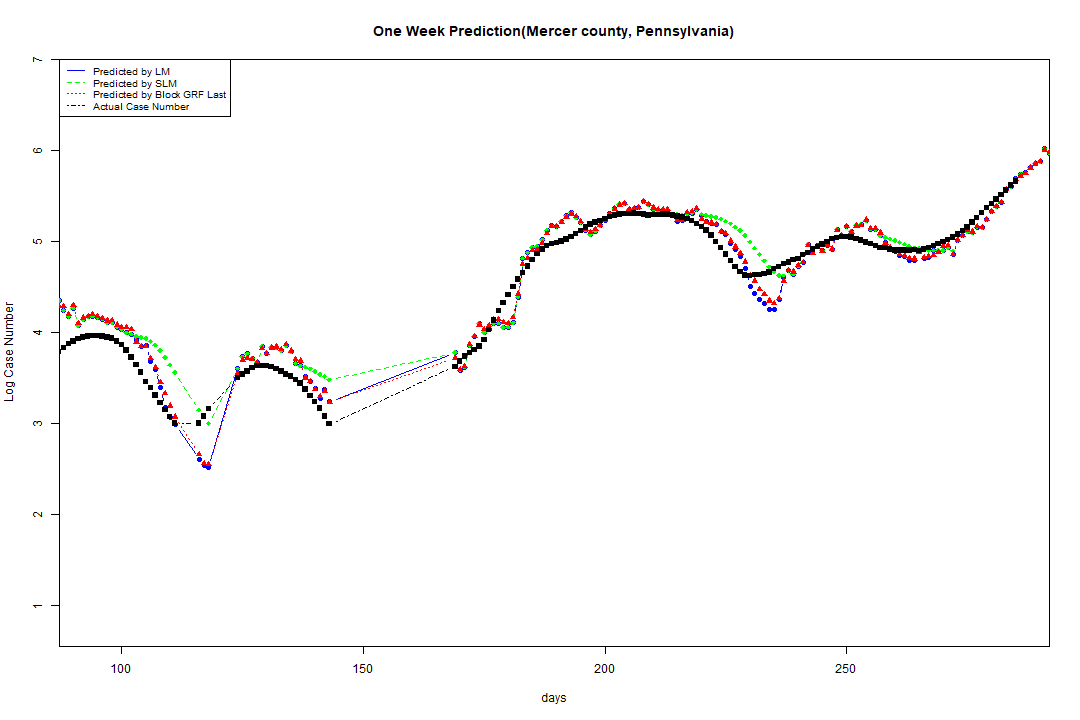 One Week Prediction(Mercer county, Pennsylvania)
7
Predicted by LM
Predicted by SLM
Predicted by Block GRF Last
Actual Case Number
6
5
4
3
2
1
Log Case Number
100 150 200 250
days